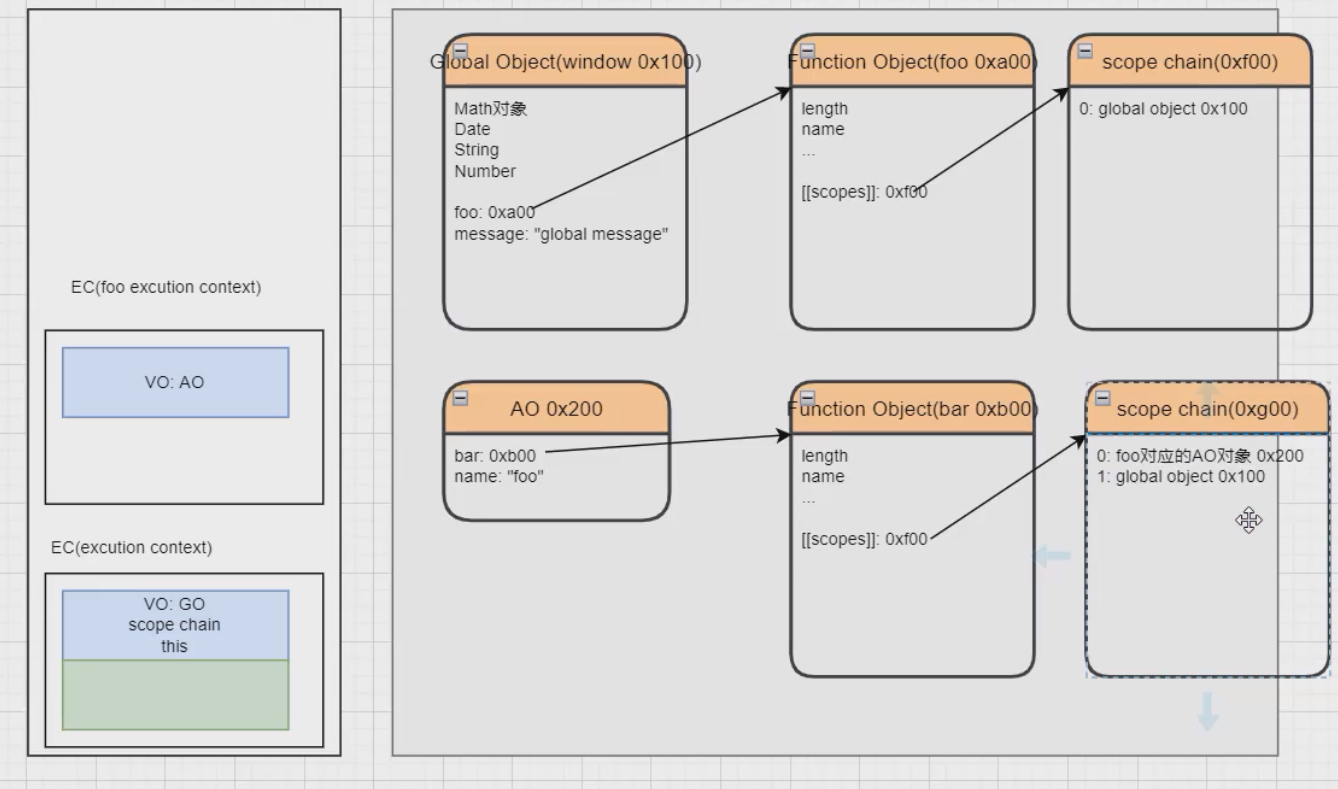 EC(foo excution context)
VO: AO
EC(excution context)
VO: GO
scope chain
this
Global Object(window 0x100)
Math对象
Date
String
Number
foo: 0xa00
message: "global message"
Function Object(foo 0xa00)
length
name
...
[[scopes]]: 0xf00
scope chain(0xf00)
0: global object 0x100
AO 0x200
bar: 0xb00
name: "foo"
Function Object(bar 0xb00)
length
name
...
[[scopes]]: 0xf00
scope chain(0xg00)
0: foo对应的AO对象 0x200
1: global object 0x100